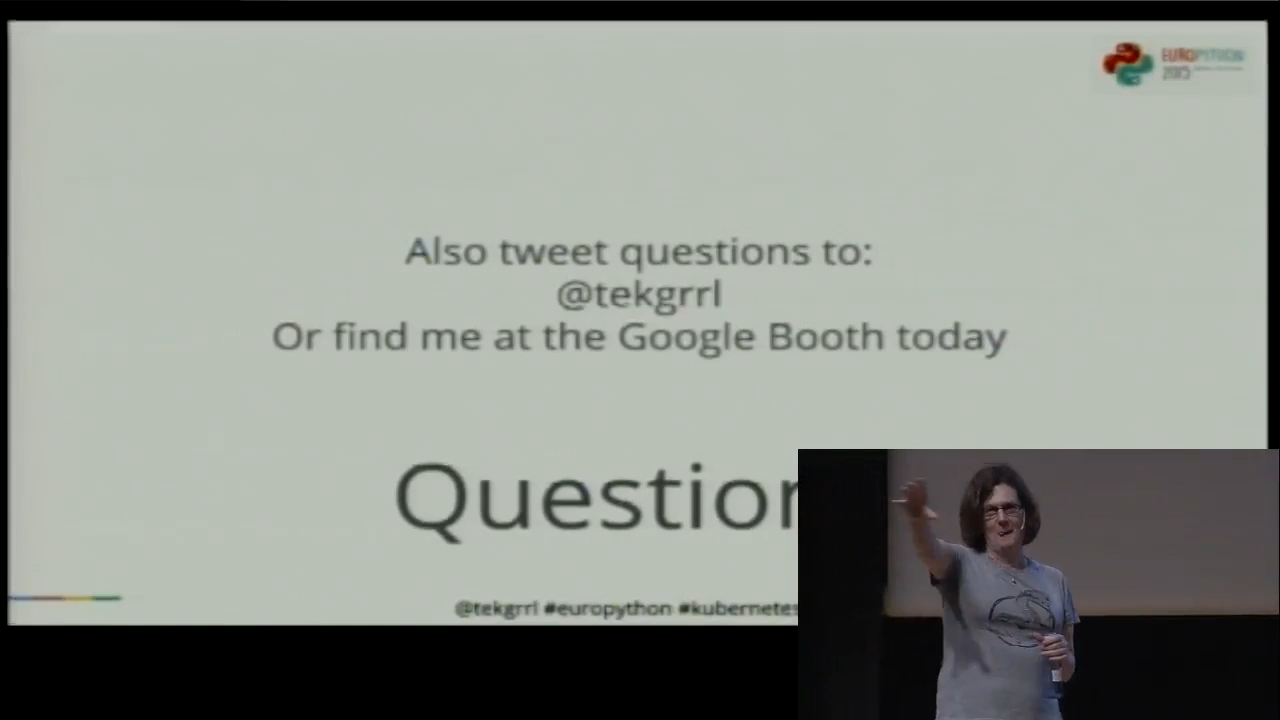 EUROPYTHON
2015
Also tweet questions to:
@tekgrrl
Or find me at the Google Booth today
Question
@tekgrrl #europython #kubernetes